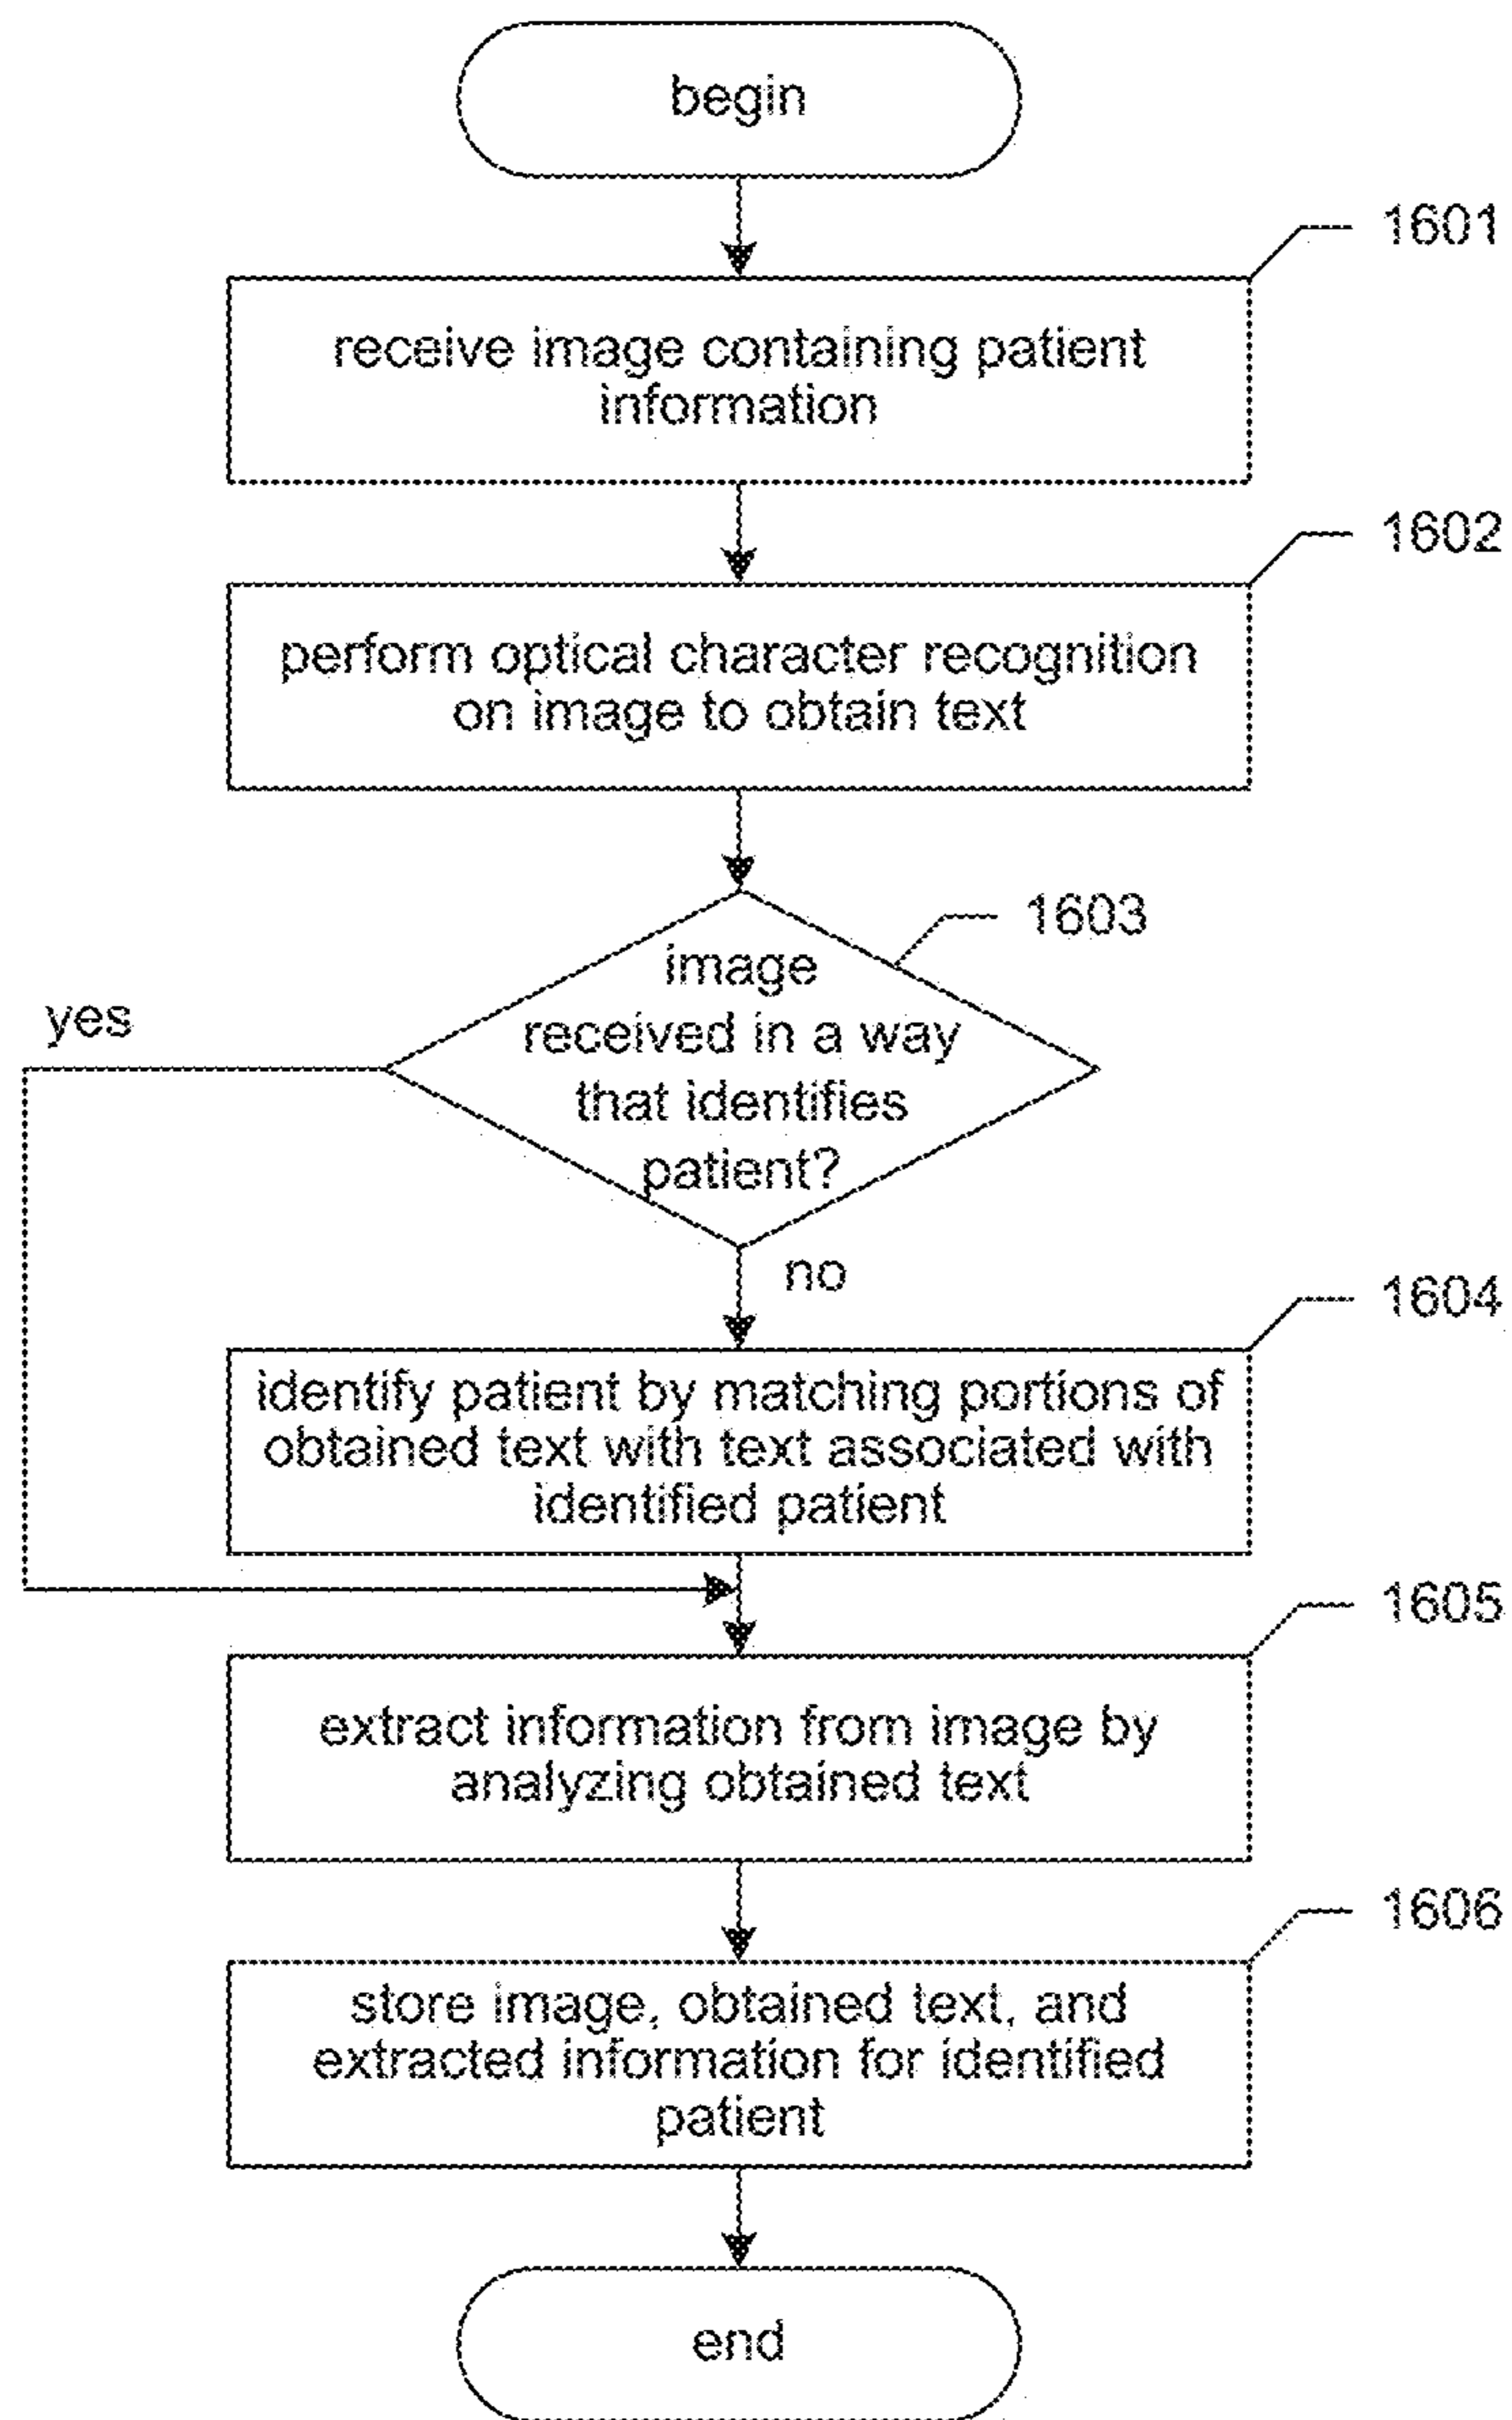 begin
1601
receive image containing patient
information
1602
perform optical character recognition
on image to obtain text
1603
image
received in a way
that identifies
patient?
yes
no
1604
identify patient by matching portions of
obtained text with text associated with
identified patient
1605
extract information from image by
analyzing obtained text
1606
store image, obtained text, and
extracted information for identified
patient
end